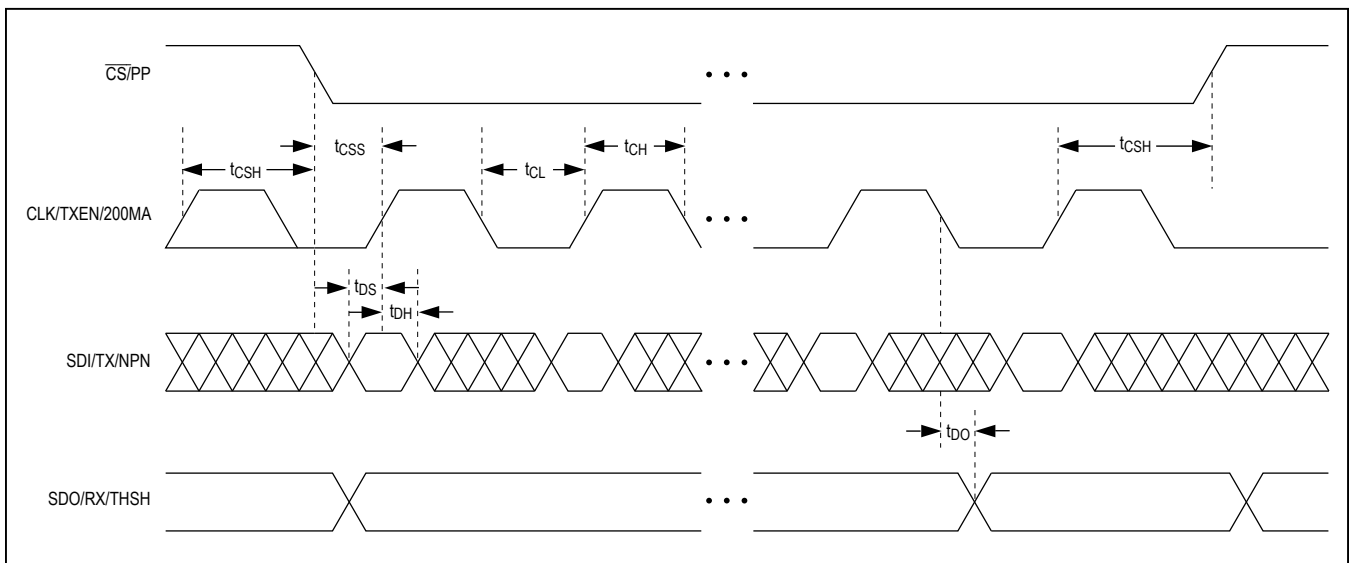 CS/PP
tCSS
tCH
tCSH
tCL
tCSH
CLK/TXEN/200MA
tDS
tDH
SDI/TX/NPN
tDO
SDO/RX/THSH